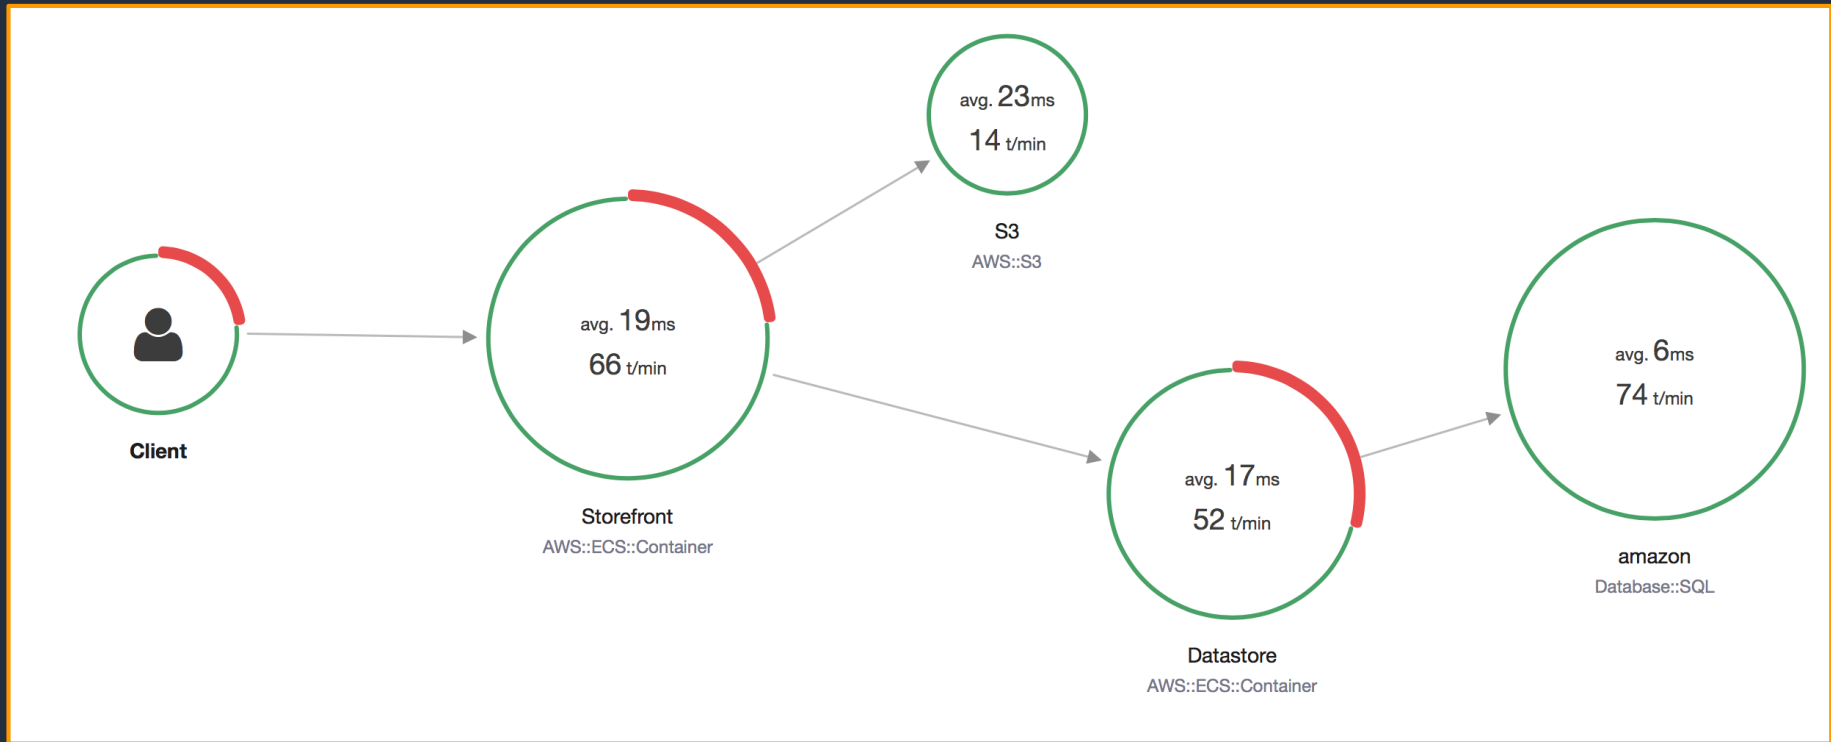 Client
avg. 19ms
66 t/min
Storefront
AWS::ECS::Container
avg. 23ms
14 t/min
S3
AWS::S3
avg. 17ms
52 t/min
Datastore
AWS::ECS::Container
avg. 6ms
74 t/min
amazon
Database::SQL